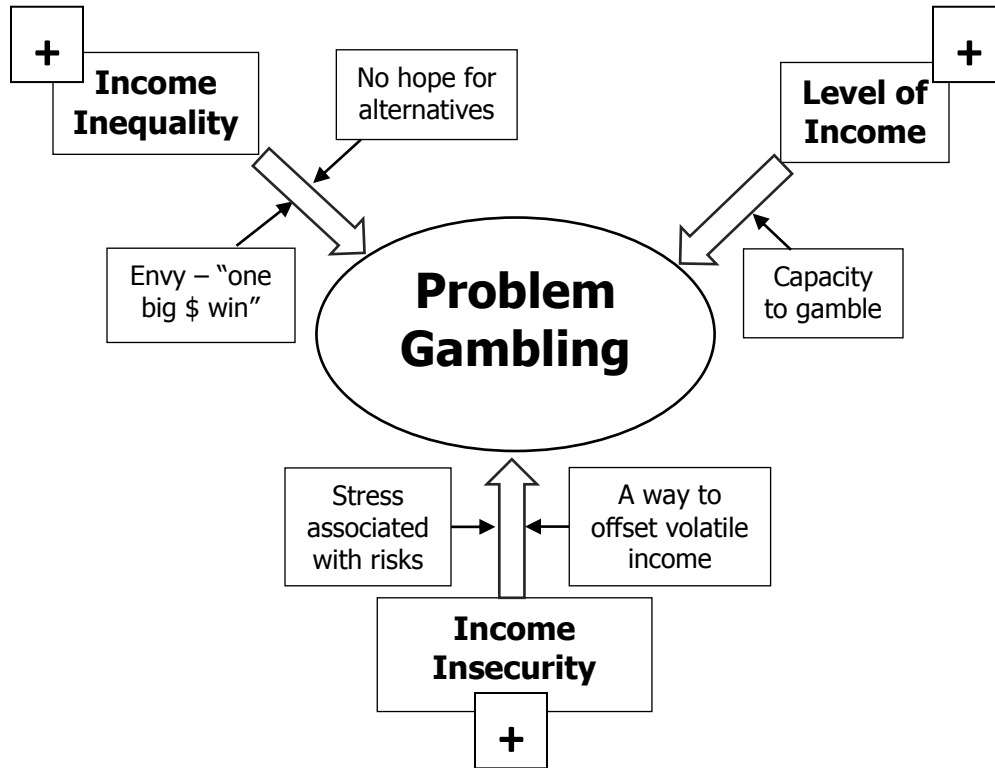 +
Income
Inequality
No hope for
alternatives
+
Level of
Income
Envy – “one
big $ win”
Problem
Gambling
Capacity
to gamble
Stress
associated
with risks
A way to
offset volatile
income
Income
Insecurity
+